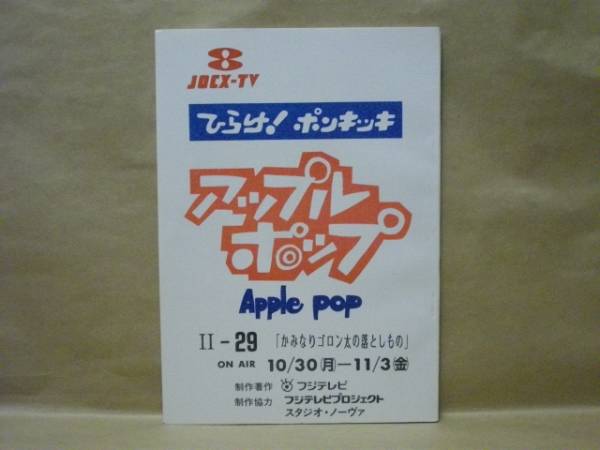 8
JOCX-TV
ひらけ!ポンキッキ
アップル
ポップ
Apple pop
II-29 「かみなりゴロン太の落としもの」
ON AIR 10/30(月)―11/3(金)
制作著作 フジテレビ
制作協力 フジテレビプロジェクト
スタジオ・ノーヴァ